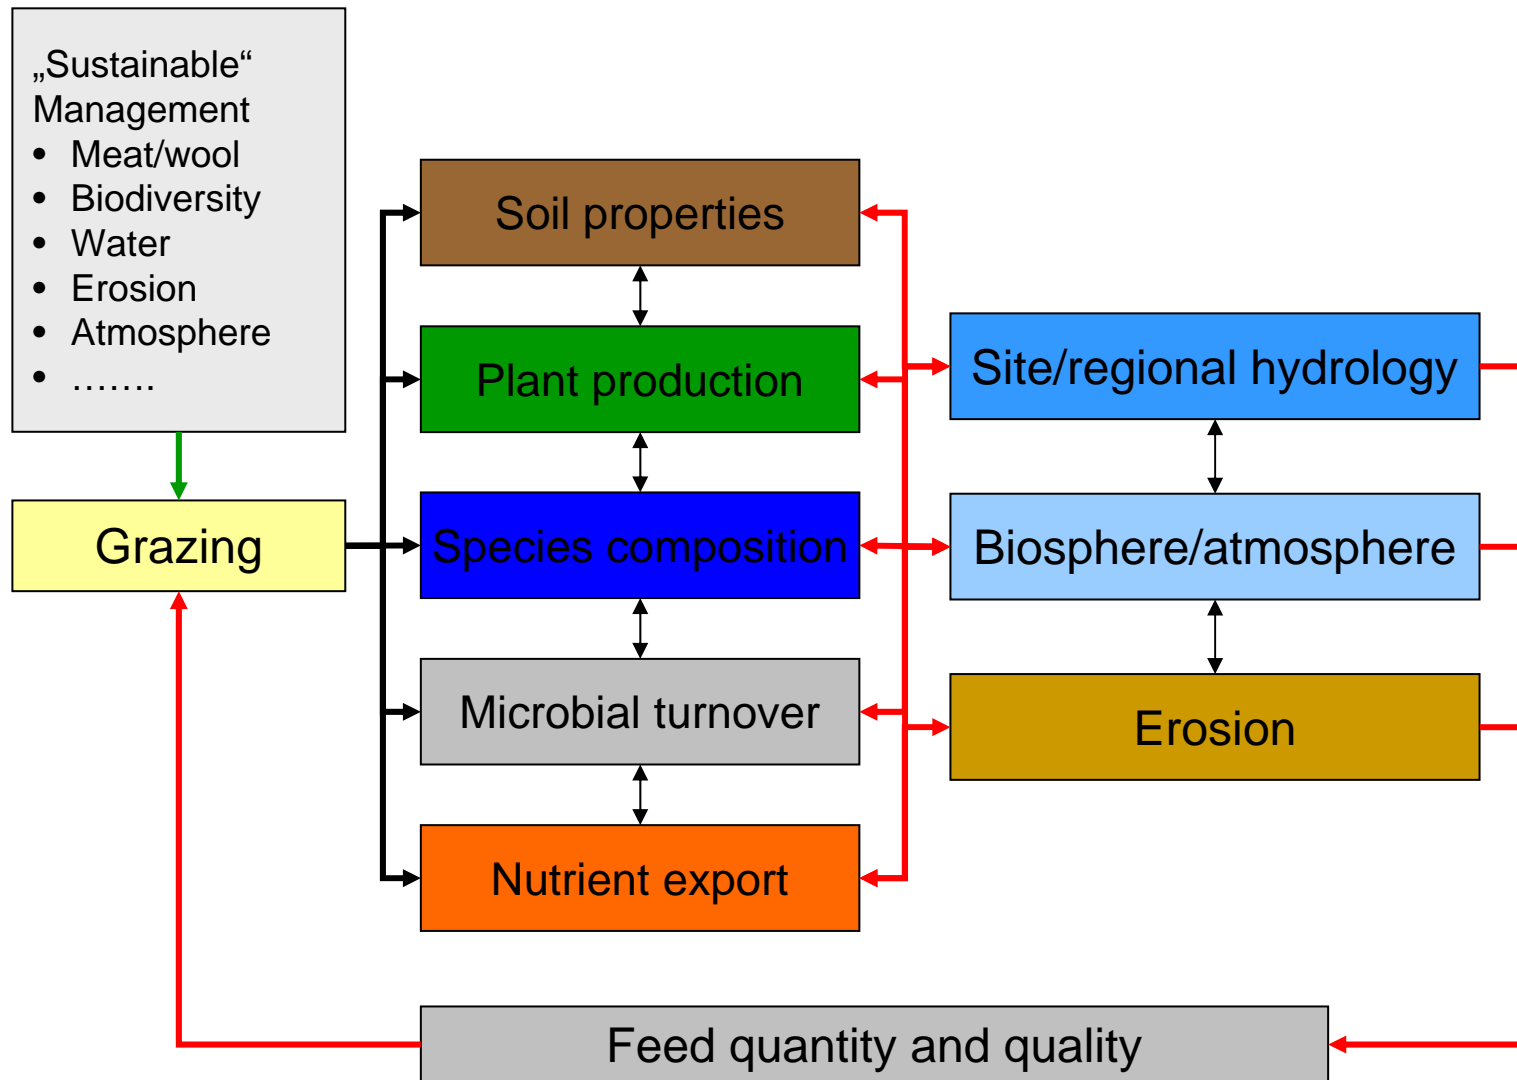 „Sustainable“
Management
• Meat/wool
• Biodiversity
• Water
• Erosion
• Atmosphere
• …….
Grazing
Soil properties
Plant production
Species composition
Microbial turnover
Nutrient export
Site/regional hydrology
Biosphere/atmosphere
Erosion
Feed quantity and quality